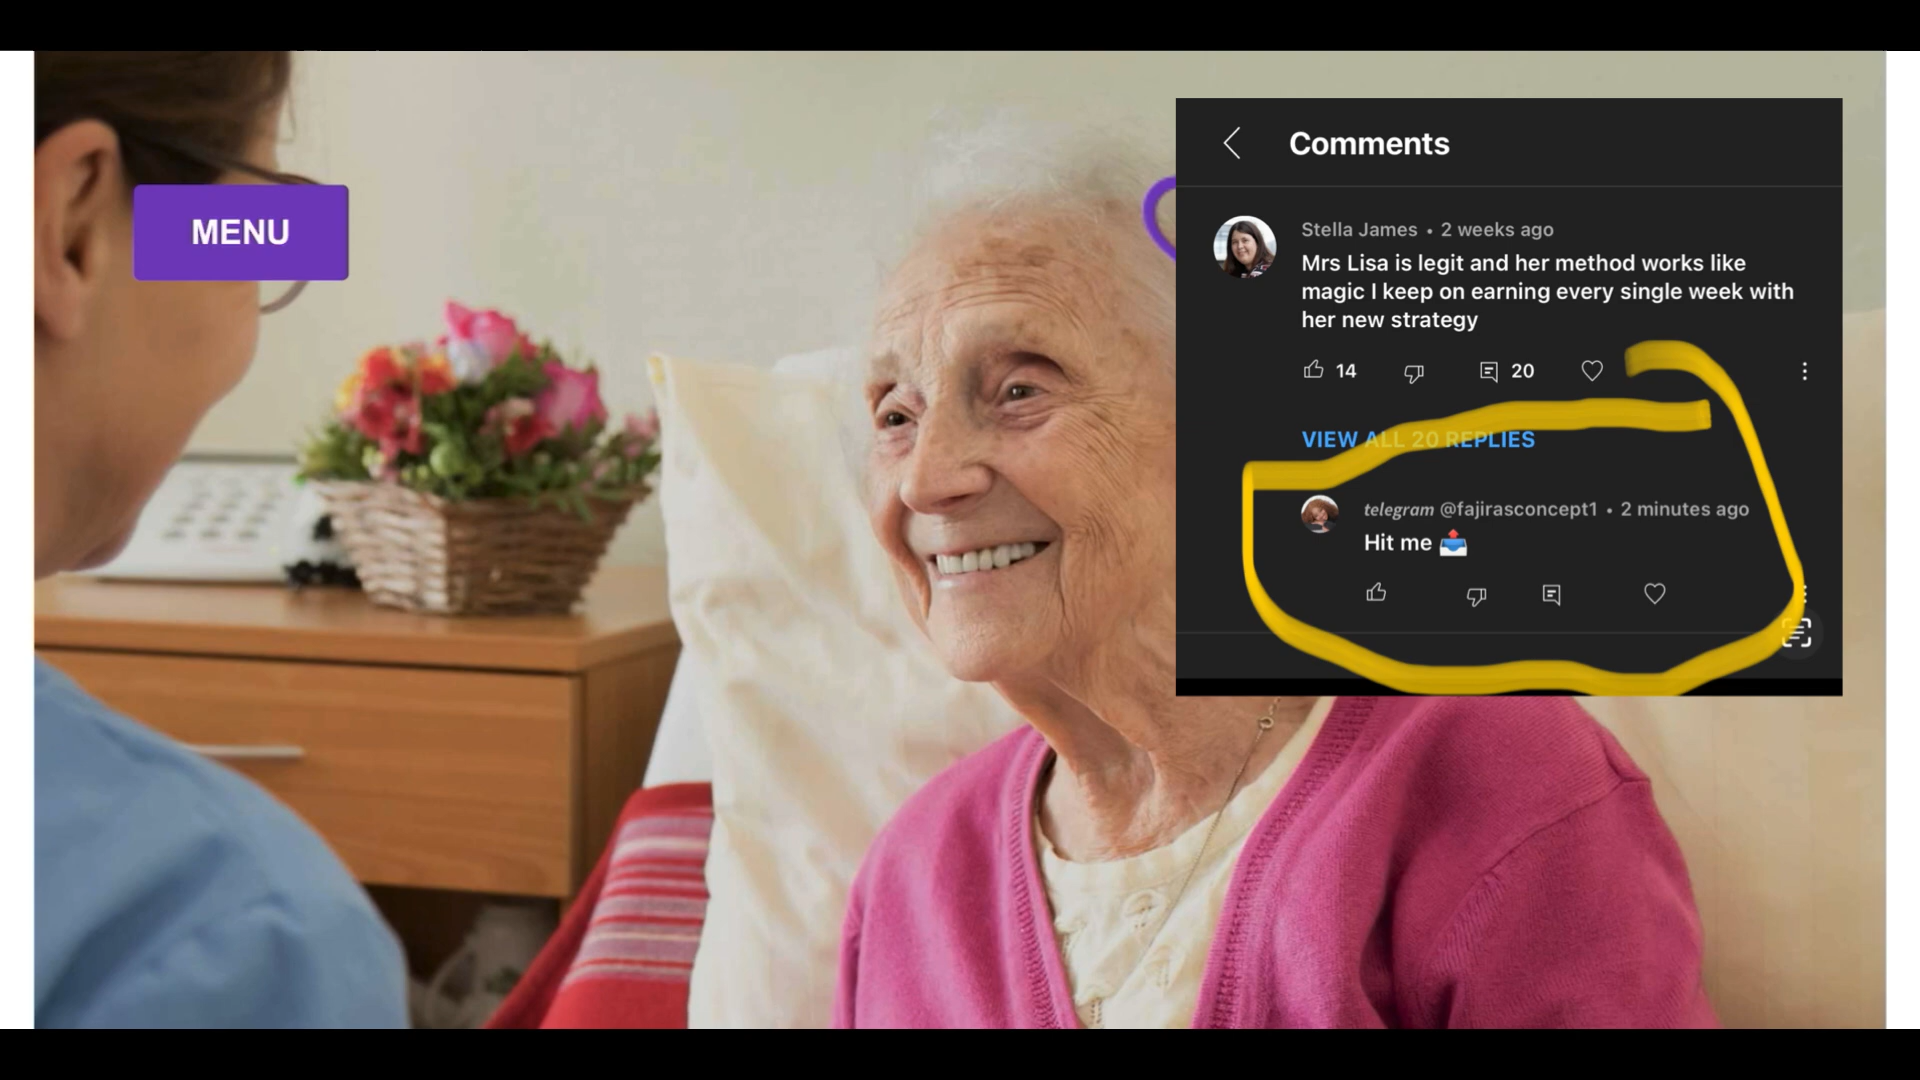 MENU
Comments
Stella James • 2 weeks ago
Mrs Lisa is legit and her method works like
magic I keep on earning every single week with
her new strategy
14
20
VIEW ALL 20 REPLIES
telegram @fajirasconcept1 • 2 minutes ago
Hit me 📤